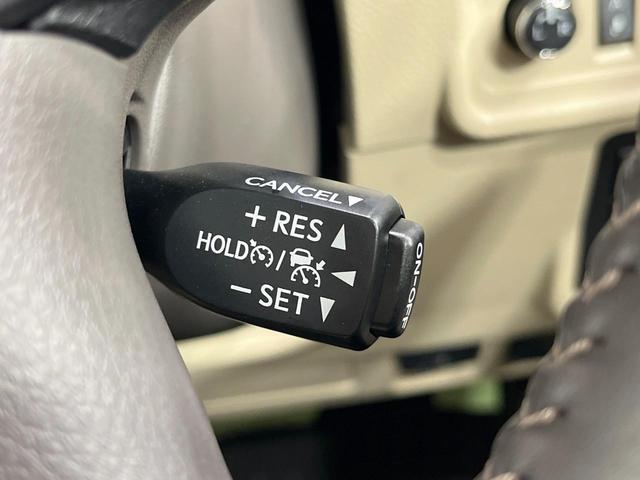 CANCEL▼
+ RES ▲
HOLD / ◄
− SET ▼
ON-OFF